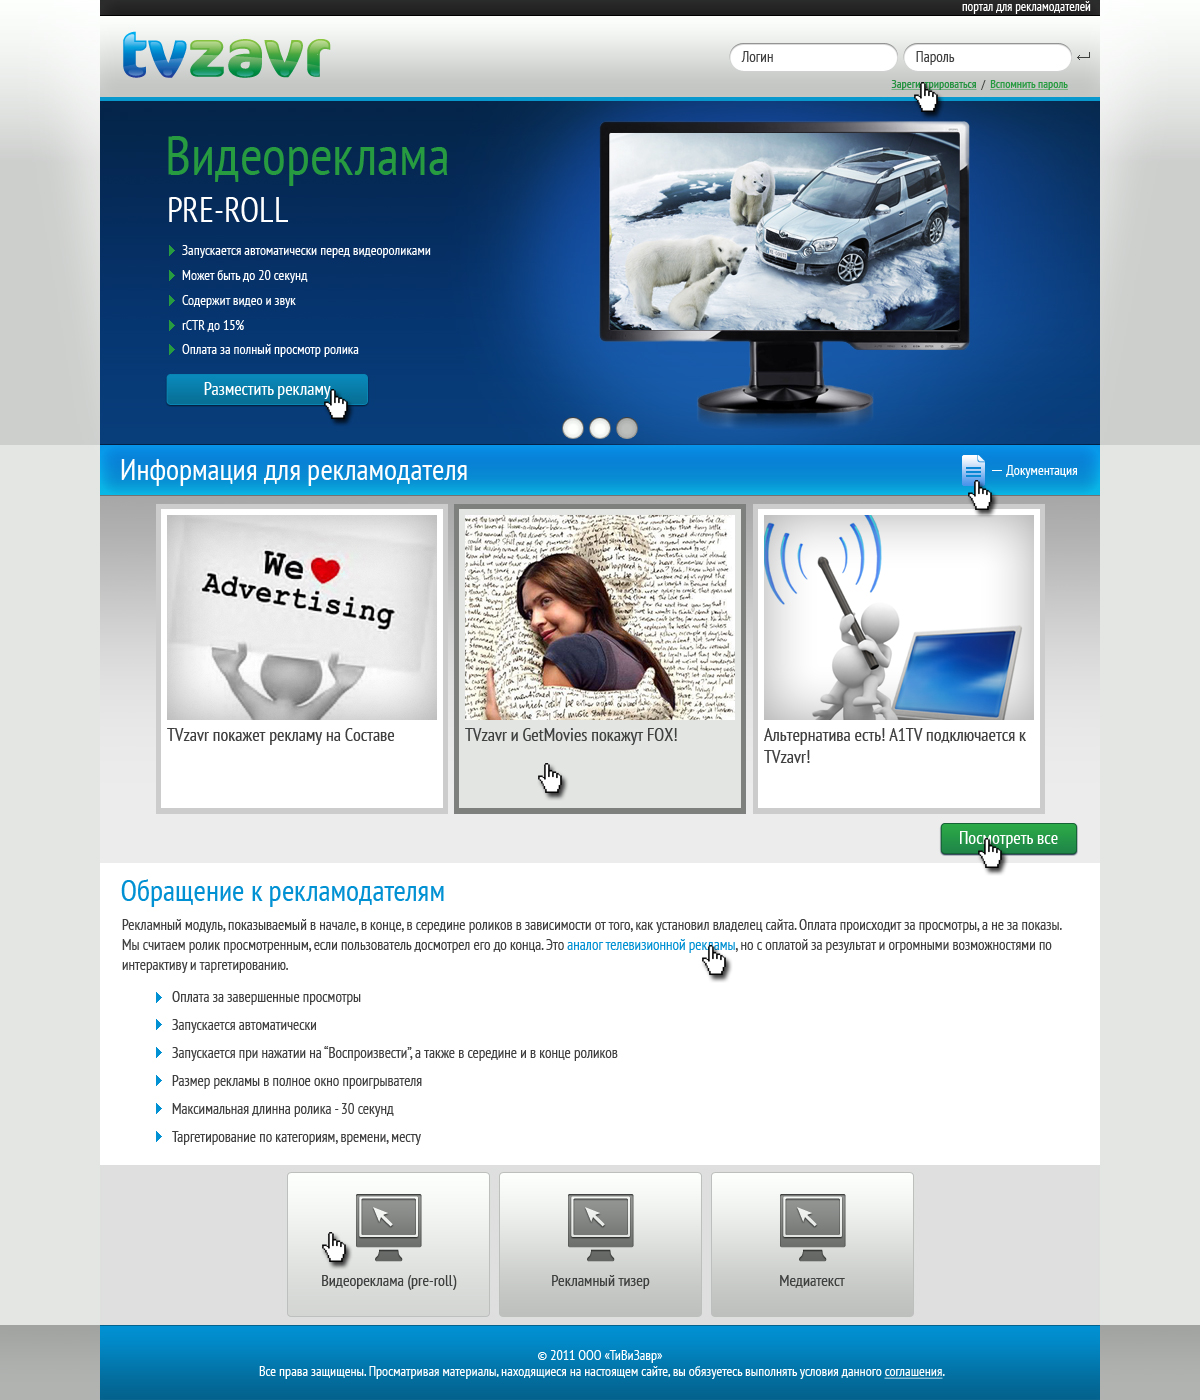 портал для рекламодателей
tvzavr
Логин
Пароль
Зарегистрироваться / Вспомнить пароль
Видеореклама
PRE-ROLL
Запускается автоматически перед видеороликами
Может быть до 20 секунд
Содержит видео и звук
rCTR до 15%
Оплата за полный просмотр ролика
Разместить рекламу
Информация для рекламодателя
— Документация
We
Advertising
TVzavr покажет рекламу на Составе
TVzavr и GetMovies покажут FOX!
Альтернатива есть! A1TV подключается к
TVzavr!
Посмотреть все
Обращение к рекламодателям
Рекламный модуль, показываемый в начале, в конце, в середине роликов в зависимости от того, как установил владелец сайта. Оплата происходит за просмотры, а не за показы.
Мы считаем ролик просмотренным, если пользователь досмотрел его до конца. Это аналог телевизионной рекламы, но с оплатой за результат и огромными возможностями по
интерактиву и таргетированию.
Оплата за завершенные просмотры
Запускается автоматически
Запускается при нажатии на “Воспроизвести”, а также в середине и в конце роликов
Размер рекламы в полное окно проигрывателя
Максимальная длинна ролика - 30 секунд
Таргетирование по категориям, времени, месту
Видеореклама (pre-roll)
Рекламный тизер
Медиатекст
© 2011 ООО «ТиВиЗавр»
Все права защищены. Просматривая материалы, находящиеся на настоящем сайте, вы обязуетесь выполнять условия данного соглашения.